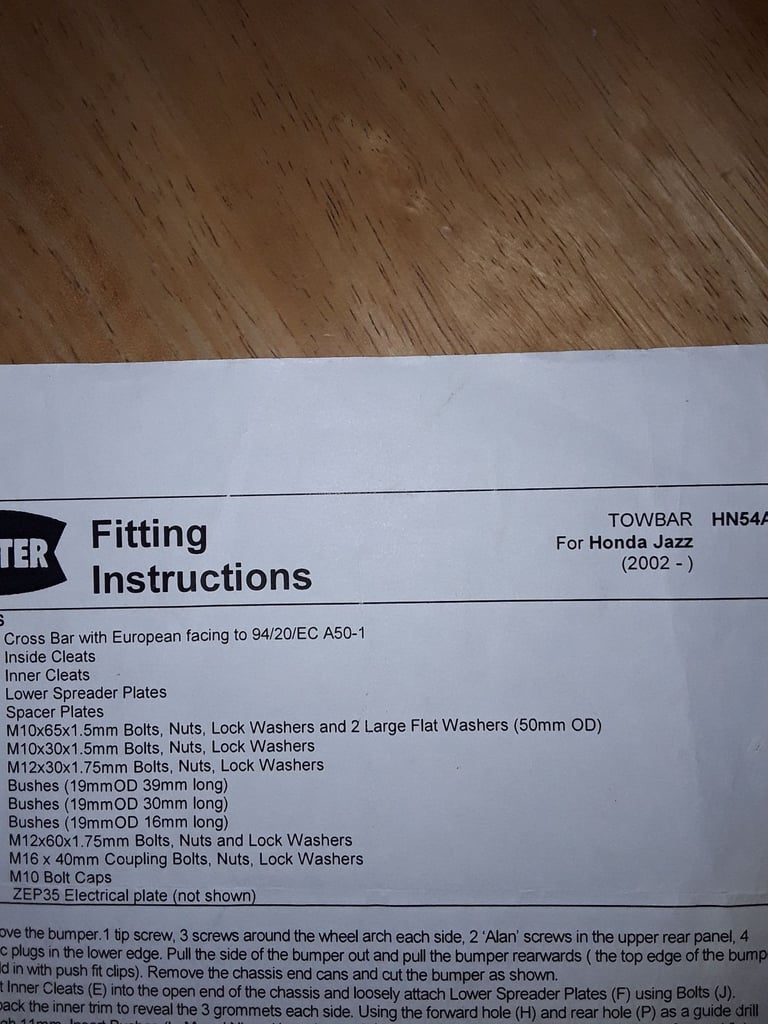 TER
Fitting
Instructions
TOWBAR HN54A
For Honda Jazz
(2002 - )
S
Cross Bar with European facing to 94/20/EC A50-1
Inside Cleats
Inner Cleats
Lower Spreader Plates
Spacer Plates
M10x65x1.5mm Bolts, Nuts, Lock Washers and 2 Large Flat Washers (50mm OD)
M10x30x1.5mm Bolts, Nuts, Lock Washers
M12x30x1.75mm Bolts, Nuts, Lock Washers
Bushes (19mmOD 39mm long)
Bushes (19mmOD 30mm long)
Bushes (19mmOD 16mm long)
M12x60x1.75mm Bolts, Nuts and Lock Washers
M16 x 40mm Coupling Bolts, Nuts, Lock Washers
M10 Bolt Caps
ZEP35 Electrical plate (not shown)
ove the bumper.1 tip screw, 3 screws around the wheel arch each side, 2 ‘Alan’ screws in the upper rear panel, 4
c plugs in the lower edge. Pull the side of the bumper out and pull the bumper rearwards ( the top edge of the bump
ld in with push fit clips). Remove the chassis end cans and cut the bumper as shown.
t Inner Cleats (E) into the open end of the chassis and loosely attach Lower Spreader Plates (F) using Bolts (J).
back the inner trim to reveal the 3 grommets each side. Using the forward hole (H) and rear hole (P) as a guide drill
gh 11mm. Insert Bushes